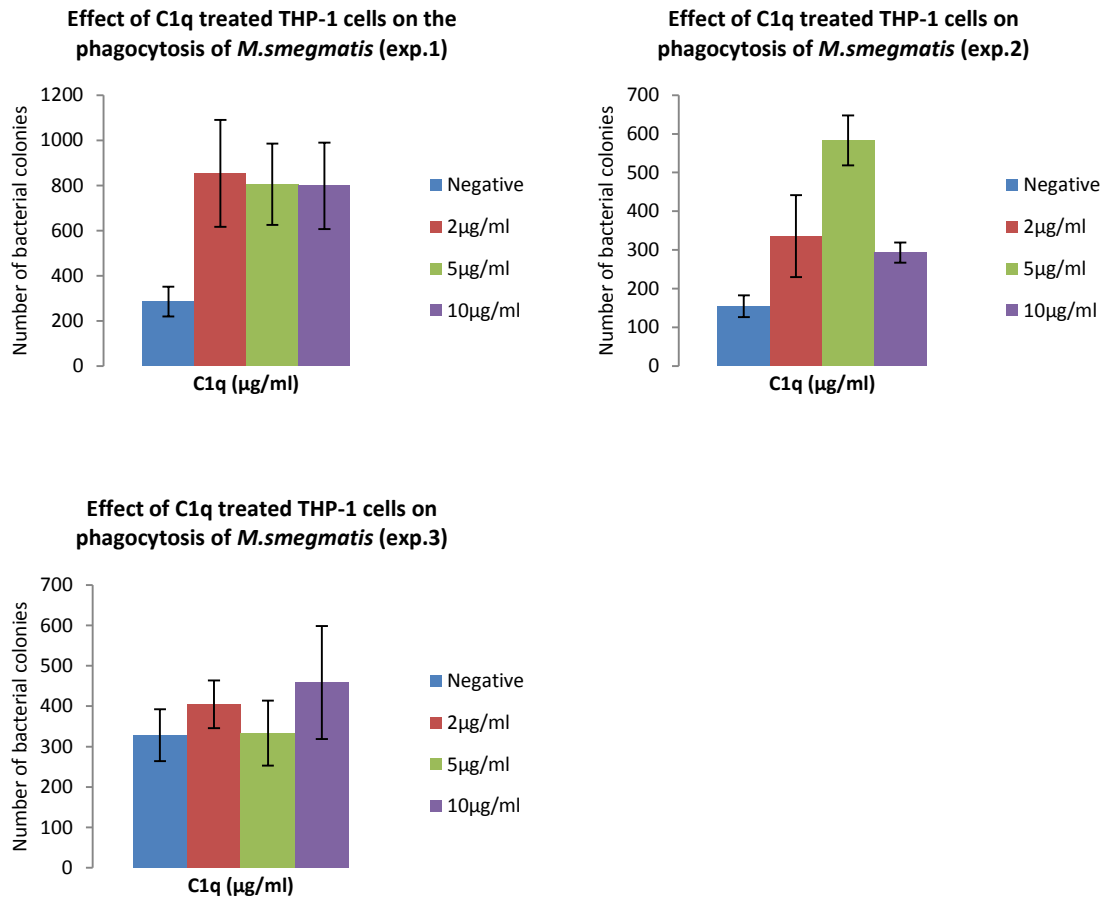 Effect of C1q treated THP-1 cells on the
phagocytosis of M.smegmatis (exp.1)
Number of bacterial colonies
1200
1000
800
600
400
200
0
C1q (µg/ml)
Negative
2µg/ml
5µg/ml
10µg/ml
Effect of C1q treated THP-1 cells on
phagocytosis of M.smegmatis (exp.2)
Number of bacterial colonies
700
600
500
400
300
200
100
0
C1q (µg/ml)
Negative
2µg/ml
5µg/ml
10µg/ml
Effect of C1q treated THP-1 cells on
phagocytosis of M.smegmatis (exp.3)
Number of bacterial colonies
700
600
500
400
300
200
100
0
C1q (µg/ml)
Negative
2µg/ml
5µg/ml
10µg/ml